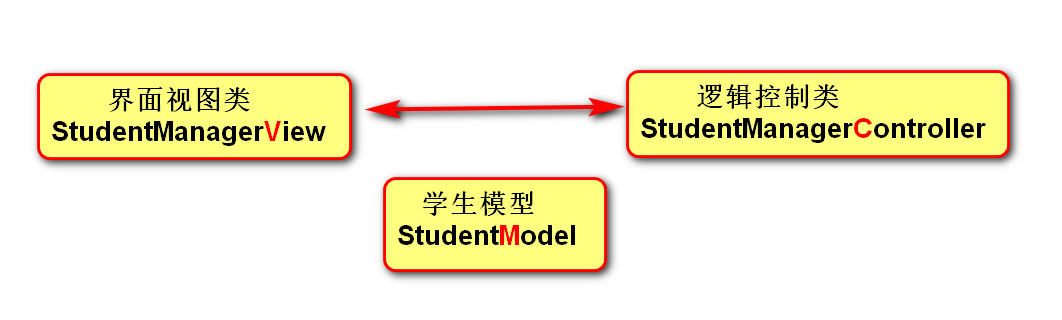 界面视图类
StudentManagerView
逻辑控制类
StudentManagerController
学生模型
StudentModel